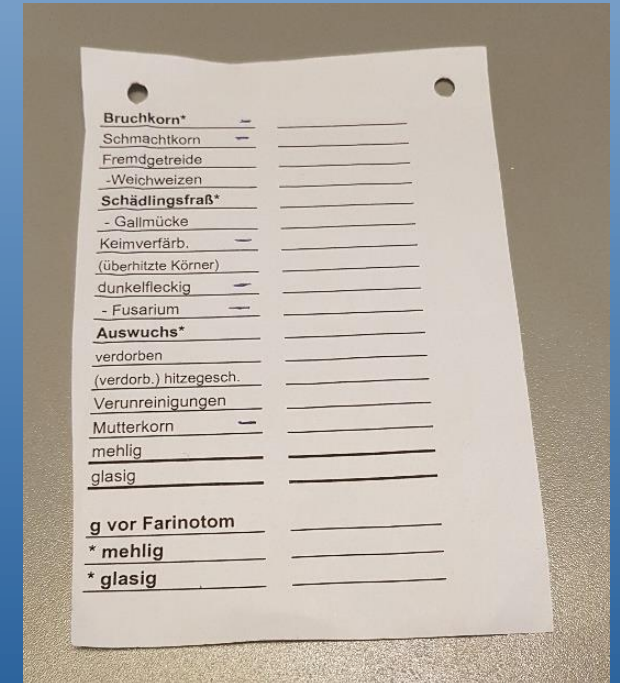 Bruchkorn* -
Schmachtkorn -
Fremdgetreide
-Weichweizen
Schädlingsfraß*
- Gallmücke
Keimverfärb. -
(überhitzte Körner)
dunkelfleckig -
- Fusarium -
Auswuchs*
verdorben
(verdorb.) hitzegesch.
Verunreinigungen
Mutterkorn -
mehlig
glasig
g vor Farinotom
* mehlig
* glasig